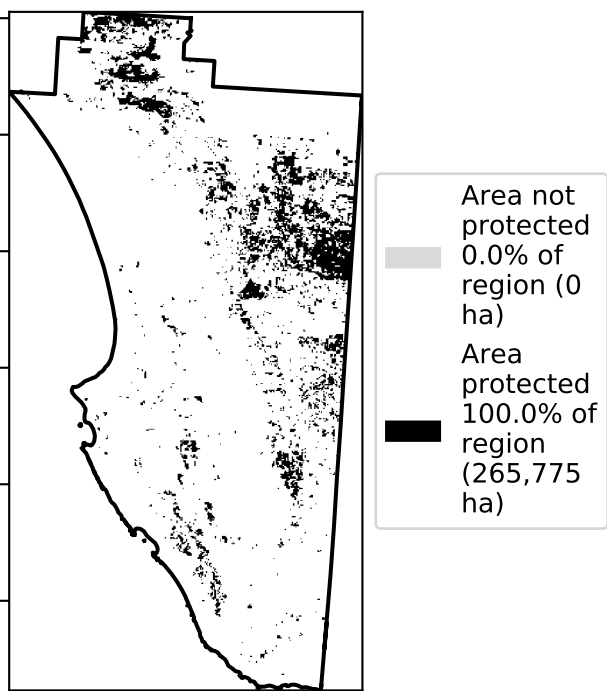 Area not
protected
0.0% of
region (0
ha)
Area
protected
100.0% of
region
(265,775
ha)